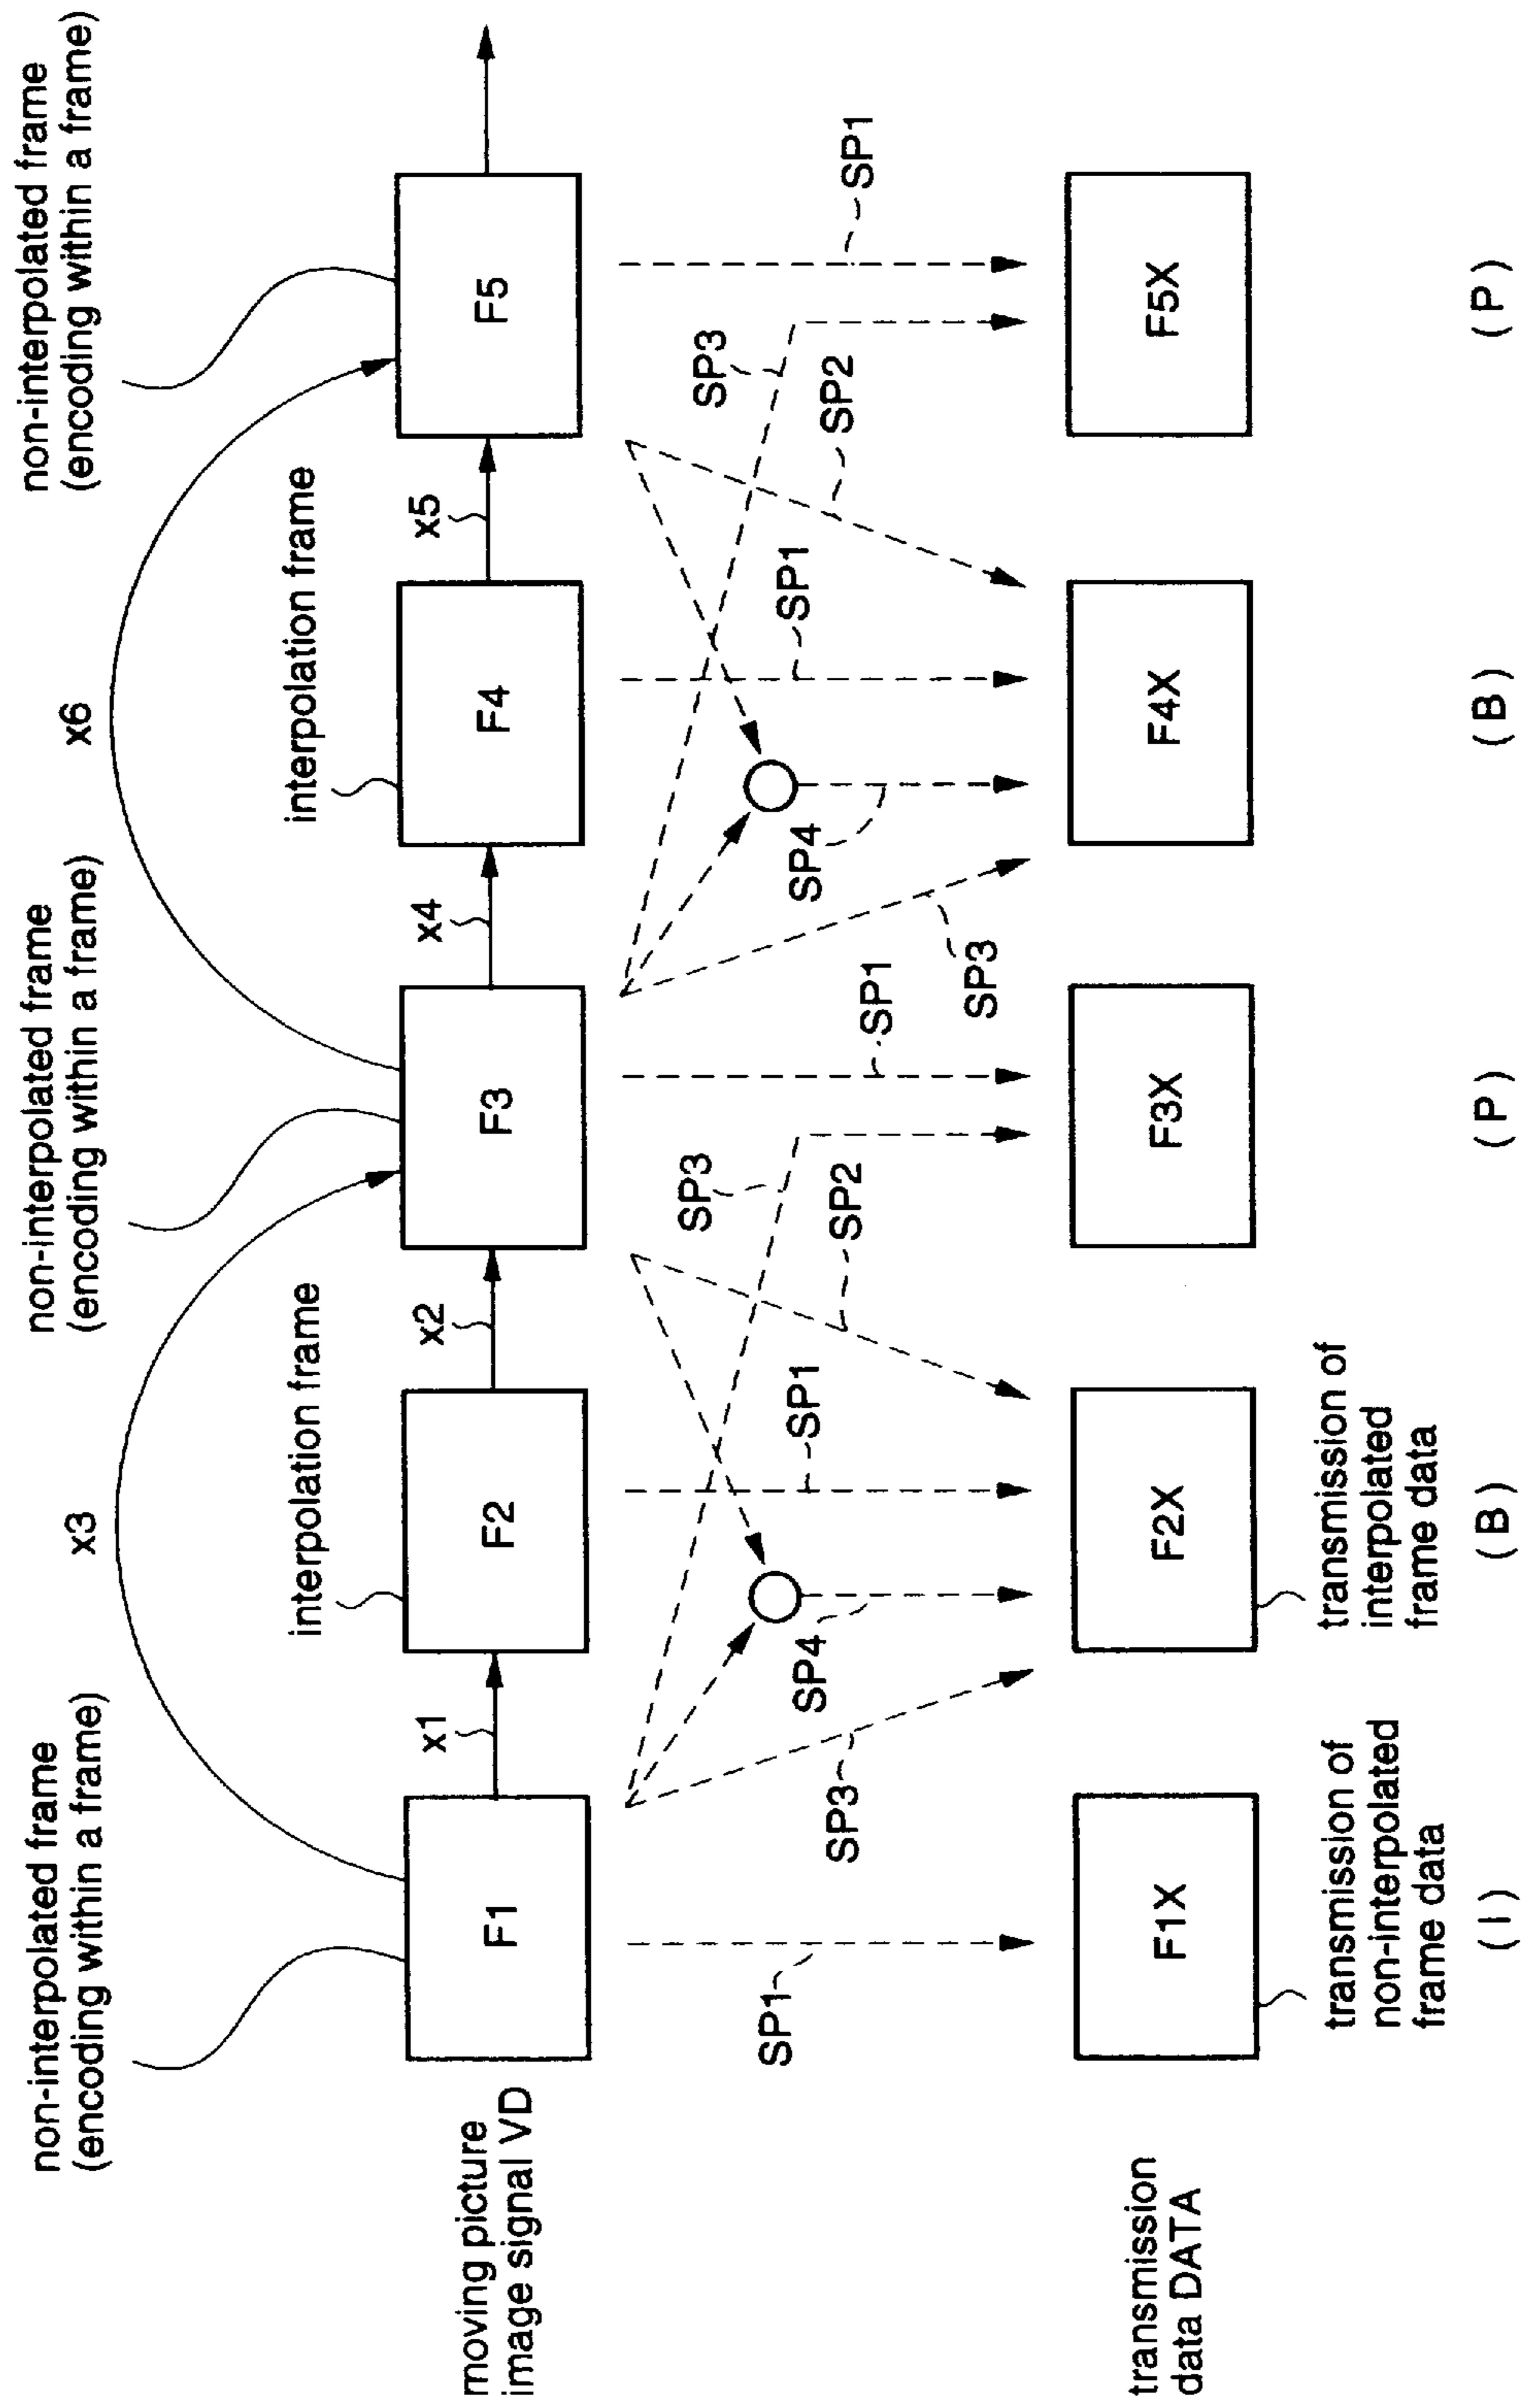 non-interpolated frame
(encoding within a frame)
non-interpolated frame
(encoding within a frame)
non-interpolated frame
(encoding within a frame)
x3
x6
interpolation frame
interpolation frame
moving picture
image signal VD
F1
x1
F2
x2
F3
x4
F4
x5
F5
SP1
SP3
SP4
SP1
SP3
SP2
SP1
SP3
SP4
SP1
SP3
SP2
SP1
transmission
data DATA
F1X
F2X
F3X
F4X
F5X
transmission of
non-interpolated
frame data
transmission of
interpolated
frame data
( I )
( B )
( P )
( B )
( P )